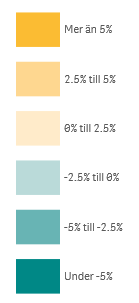 Mer än 5%
2.5% till 5%
0% till 2.5%
-2.5% till 0%
-5% till -2.5%
Under -5%